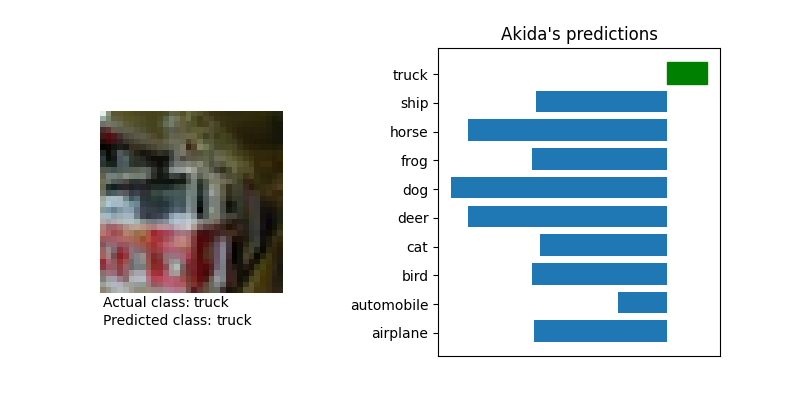 Akida's predictions
truck
ship
horse
frog
dog
deer
cat
bird
automobile
airplane
Actual class: truck
Predicted class: truck